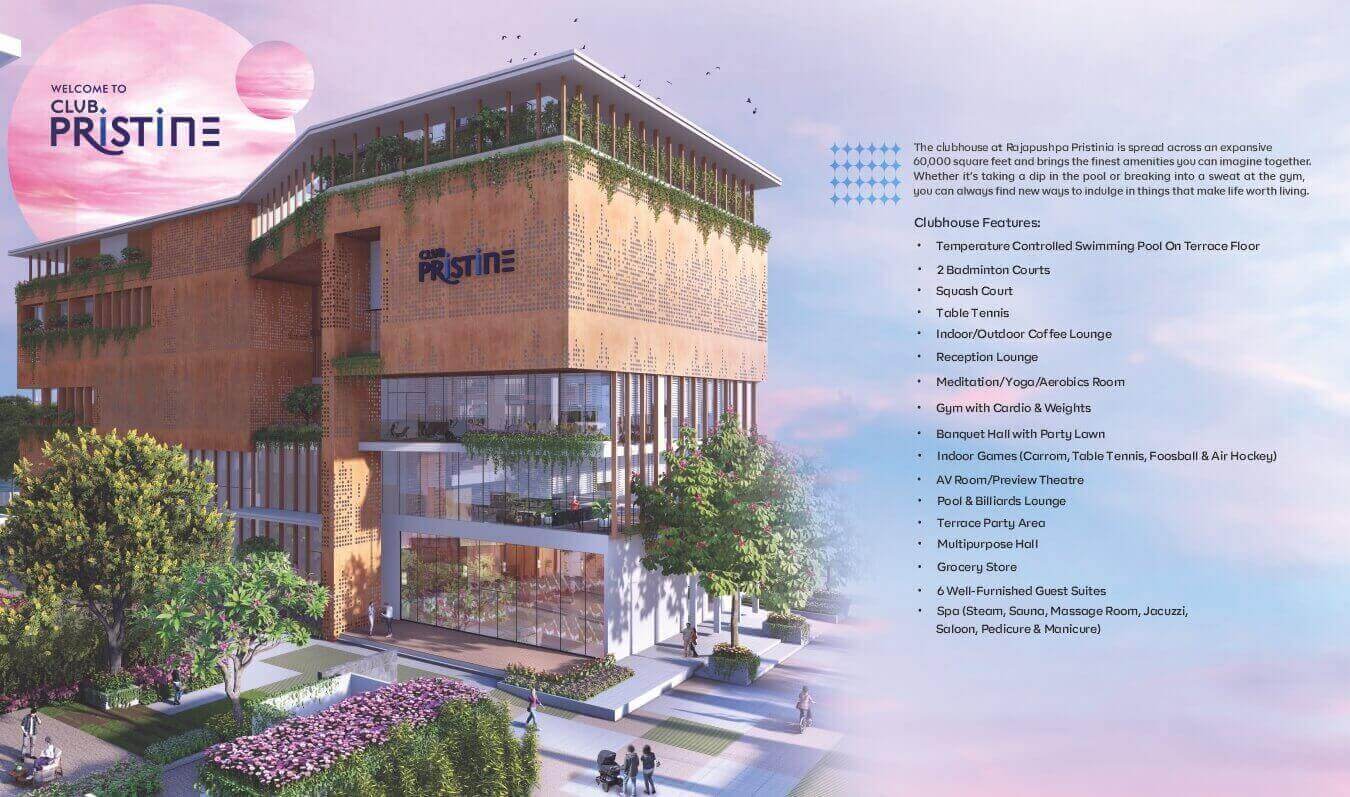 WELCOME TO
CLUB
PRISTINE
CLUB
PRISTINE
The clubhouse at Rajapushpa Pristinia is spread across an expansive
60,000 square feet and brings the finest amenities you can imagine together.
Whether it's taking a dip in the pool or breaking into a sweat at the gym,
you can always find new ways to indulge in things that make life worth living.
Clubhouse Features:
• Temperature Controlled Swimming Pool On Terrace Floor
• 2 Badminton Courts
• Squash Court
• Table Tennis
• Indoor/Outdoor Coffee Lounge
• Reception Lounge
• Meditation/Yoga/Aerobics Room
• Gym with Cardio & Weights
• Banquet Hall with Party Lawn
• Indoor Games (Carrom, Table Tennis, Foosball & Air Hockey)
• AV Room/Preview Theatre
• Pool & Billiards Lounge
• Terrace Party Area
• Multipurpose Hall
• Grocery Store
• 6 Well-Furnished Guest Suites
• Spa (Steam, Sauna, Massage Room, Jacuzzi,
Saloon, Pedicure & Manicure)